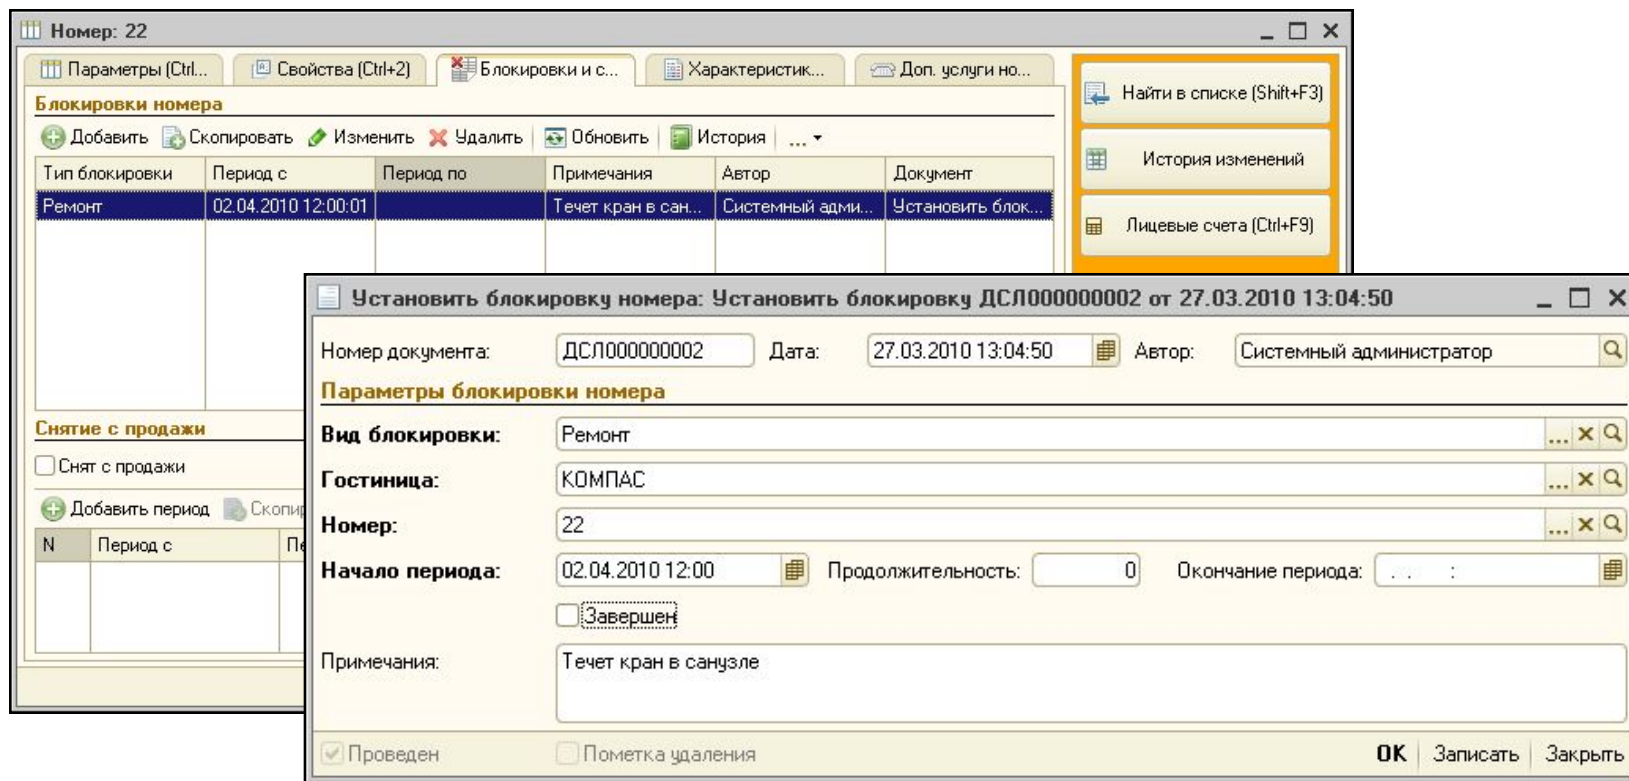 Номер: 22
Параметры (Ctrl... Свойства (Ctrl+2) Блокировки и с... Характеристик... Доп. услуги но...
Блокировки номера
Добавить Скопировать Изменить Удалить Обновить История ...
Тип блокировки Период с Период по Примечания Автор Документ
Ремонт 02.04.2010 12:00:01 Течет кран в сан... Системный адми... Установить блок...
Найти в списке (Shift+F3)
История изменений
Лицевые счета (Ctrl+F9)
Снятие с продажи
Снят с продажи
Добавить период Скопир
N Период с Пе
Установить блокировку номера: Установить блокировку ДСЛ000000002 от 27.03.2010 13:04:50
Номер документа: ДСЛ000000002 Дата: 27.03.2010 13:04:50 Автор: Системный администратор
Параметры блокировки номера
Вид блокировки: Ремонт ...
Гостиница: КОМПАС ...
Номер: 22 ...
Начало периода: 02.04.2010 12:00 Продолжительность: 0 Окончание периода: . . :
Завершен
Примечания: Течет кран в санузле
Проведен Пометка удаления OK Записать Закрыть